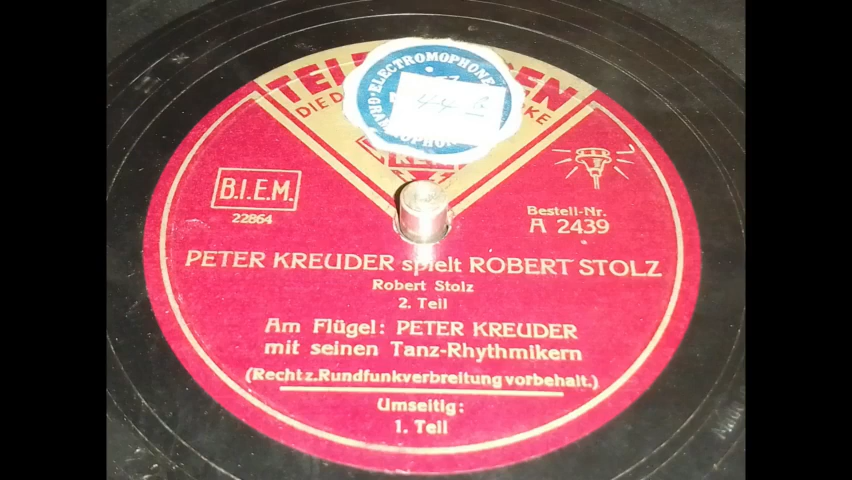 ELECTROMOPHONE
B.I.E.M.
22864
Bestell-Nr.
A 2439
PETER KREUDER spielt ROBERT STOLZ
Robert Stolz
2. Teil
Am Flügel: PETER KREUDER
mit seinen Tanz-Rhythmikern
(Recht z. Rundfunkverbreitung vorbehalt.)
Umseitig:
1. Teil